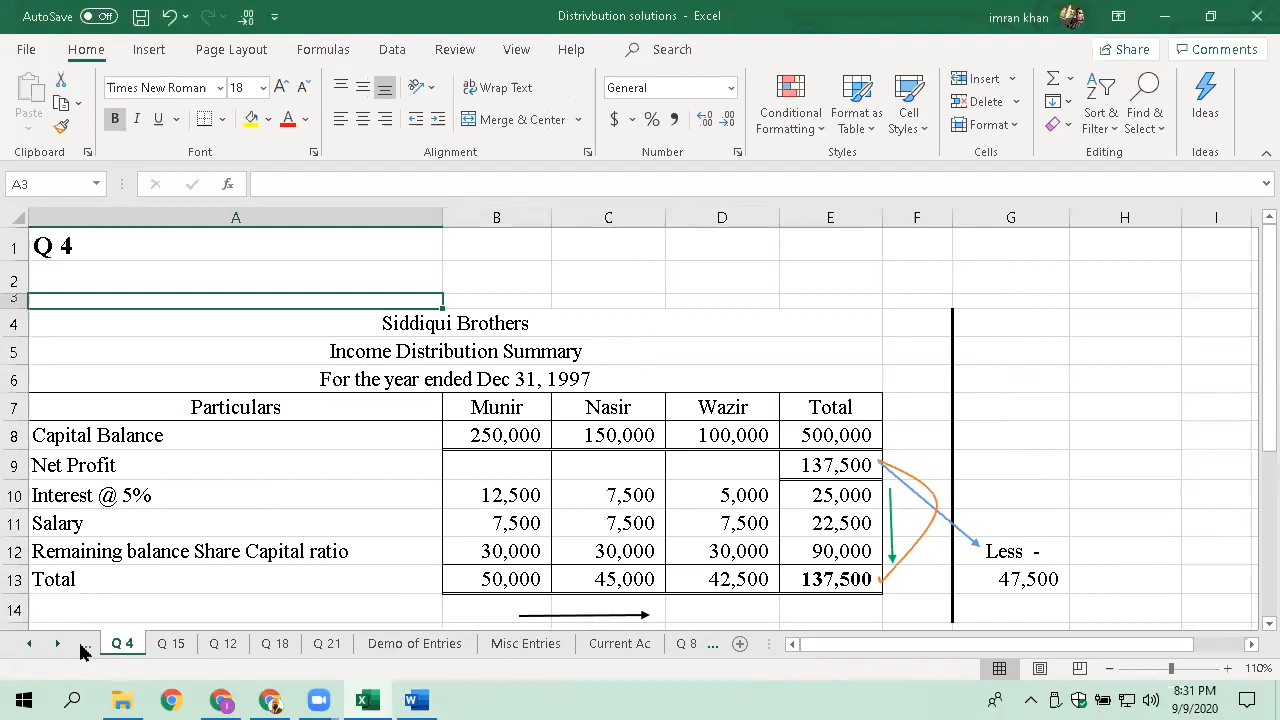 AutoSave Off Distrivbution solutions - Excel imran khan
File Home Insert Page Layout Formulas Data Review View Help Search Share Comments
Times New Roman 18 Wrap Text General Insert
Paste Conditional Format as Cell Delete Sort & Find & Ideas
B I U A Merge & Center $ % Formatting Table Styles Format Filter Select
Clipboard Font Alignment Number Styles Cells Editing Ideas
A3 fx
A B C D E F G H I
1 Q 4
2
3
4 Siddiqui Brothers
5 Income Distribution Summary
6 For the year ended Dec 31, 1997
7 Particulars Munir Nasir Wazir Total
8 Capital Balance 250,000 150,000 100,000 500,000
9 Net Profit 137,500
10 Interest @ 5% 12,500 7,500 5,000 25,000
11 Salary 7,500 7,500 7,500 22,500
12 Remaining balance Share Capital ratio 30,000 30,000 30,000 90,000 Less -
13 Total 50,000 45,000 42,500 137,500 47,500
14
... Q 4 Q 15 Q 12 Q 18 Q 21 Demo of Entries Misc Entries Current Ac Q 8 ...
110%
8:31 PM
9/9/2020